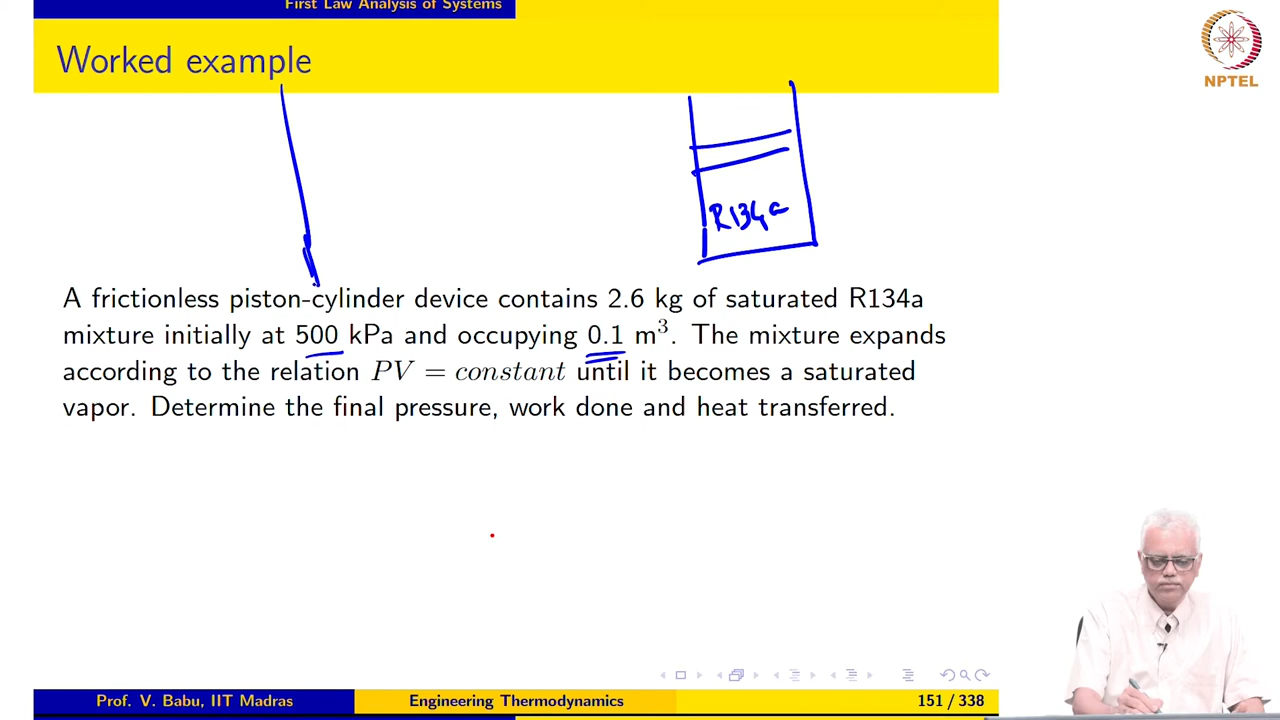 First Law Analysis of Systems
Worked example
NPTEL
R134a
A frictionless piston-cylinder device contains 2.6 kg of saturated R134a
mixture initially at 500 kPa and occupying 0.1 m³. The mixture expands
according to the relation PV = constant until it becomes a saturated
vapor. Determine the final pressure, work done and heat transferred.
Prof. V. Babu, IIT Madras
Engineering Thermodynamics
151 / 338